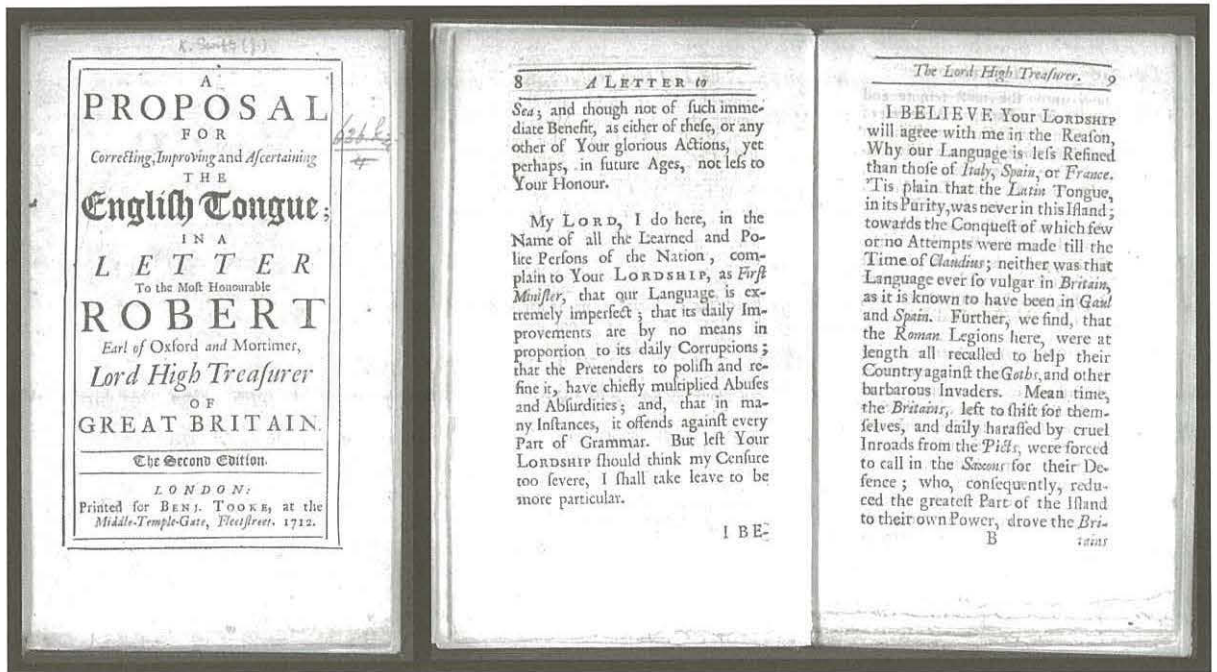 A
PROPOSAL
FOR
Correcting, Improving and Aſcertaining
THE
Engliſh Tongue;
IN A
LETTER
To the Moſt Honourable
ROBERT
Earl of Oxford and Mortimer,
Lord High Treaſurer
OF
GREAT BRITAIN.
The Second Edition.
LONDON:
Printed for BENJ. TOOKE, at the
Middle-Temple-Gate, Fleetſtreet. 1712.
8 A LETTER to
Sea; and though not of ſuch imme-
diate Benefit, as either of theſe, or any
other of Your glorious Actions, yet
perhaps, in future Ages, not leſs to
Your Honour.
My LORD, I do here, in the
Name of all the Learned and Po-
lite Perſons of the Nation, com-
plain to Your LORDSHIP, as Firſt
Miniſter, that our Language is ex-
tremely imperfect; that its daily Im-
provements are by no means in
proportion to its daily Corruptions;
that the Pretenders to poliſh and re-
fine it, have chiefly multiplied Abuſes
and Abſurdities; and, that in ma-
ny Inſtances, it offends againſt every
Part of Grammar. But leſt Your
LORDSHIP ſhould think my Cenſure
too ſevere, I ſhall take leave to be
more particular.
I BE-
The Lord High Treaſurer. 9
I BELIEVE Your LORDSHIP
will agree with me in the Reaſon,
Why our Language is leſs Refined
than thoſe of Italy, Spain, or France.
'Tis plain that the Latin Tongue,
in its Purity, was never in this Iſland;
towards the Conqueſt of which few
or no Attempts were made till the
Time of Claudius; neither was that
Language ever ſo vulgar in Britain,
as it is known to have been in Gaul
and Spain. Further, we find, that
the Roman Legions here, were at
length all recalled to help their
Country againſt the Goths, and other
barbarous Invaders. Mean time,
the Britains, left to ſhift for them-
ſelves, and daily haraſſed by cruel
Inroads from the Picts, were forced
to call in the Saxons for their De-
fence; who, conſequently, redu-
ced the greateſt Part of the Iſland
to their own Power, drove the Bri-
B tains